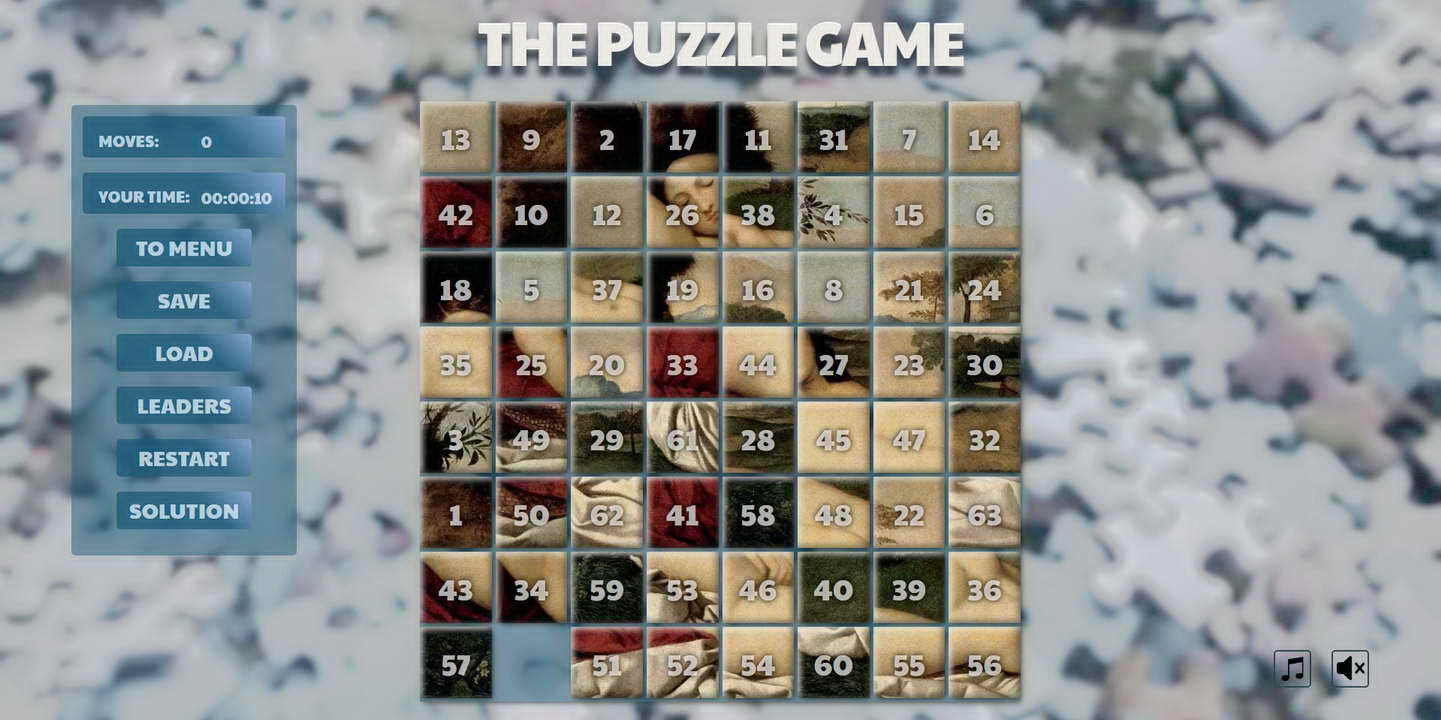 THE PUZZLE GAME
MOVES: 0
YOUR TIME: 00:00:10
TO MENU
SAVE
LOAD
LEADERS
RESTART
SOLUTION
13 9 2 17 11 31 7 14
42 10 12 26 38 4 15 6
18 5 37 19 16 8 21 24
35 25 20 33 44 27 23 30
3 49 29 61 28 45 47 32
1 50 62 41 58 48 22 63
43 34 59 53 46 40 39 36
57 51 52 54 60 55 56